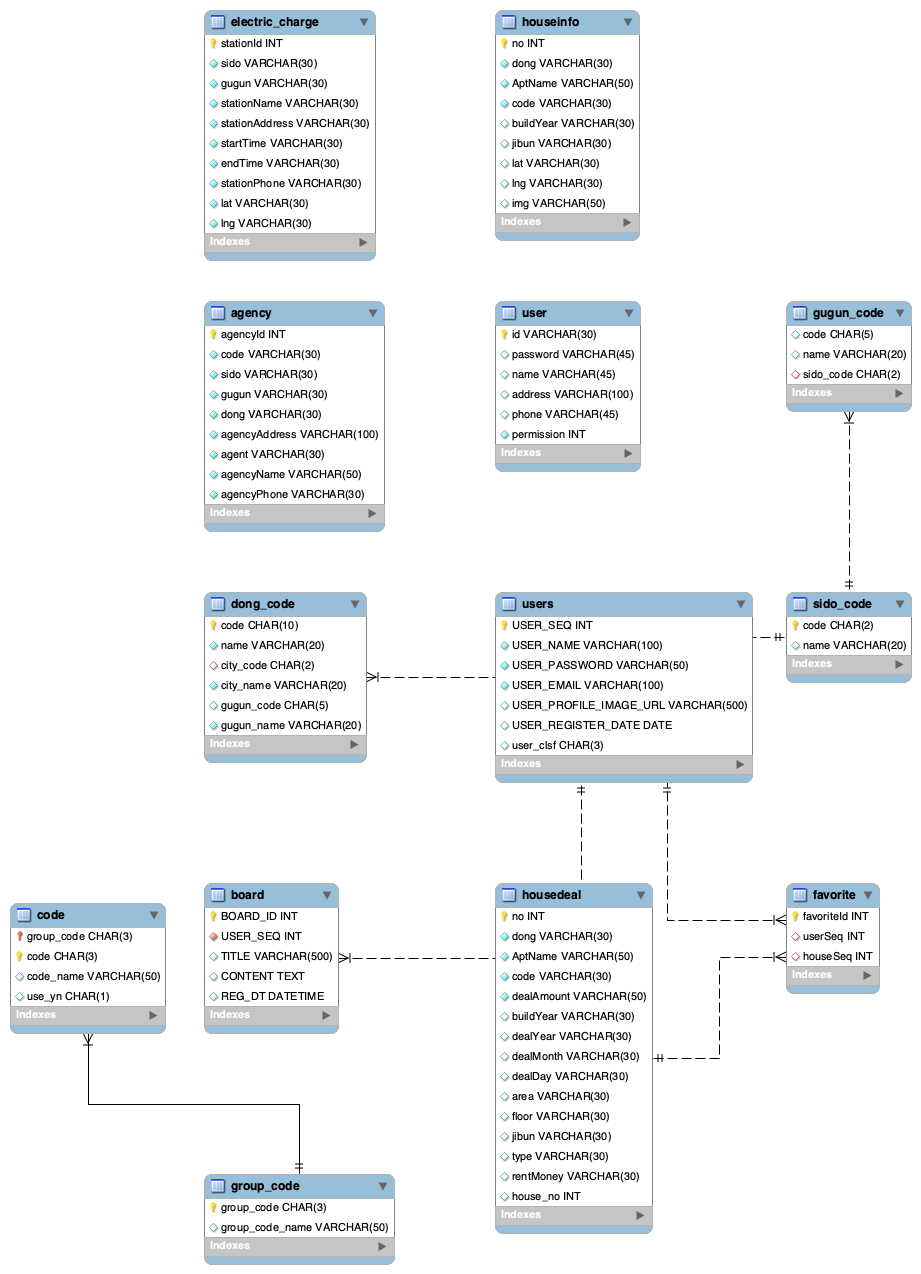 electric_charge
stationId INT
sido VARCHAR(30)
gugun VARCHAR(30)
stationName VARCHAR(30)
stationAddress VARCHAR(30)
startTime VARCHAR(30)
endTime VARCHAR(30)
stationPhone VARCHAR(30)
lat VARCHAR(30)
lng VARCHAR(30)
Indexes
houseinfo
no INT
dong VARCHAR(30)
AptName VARCHAR(50)
code VARCHAR(30)
buildYear VARCHAR(30)
jibun VARCHAR(30)
lat VARCHAR(30)
lng VARCHAR(30)
img VARCHAR(50)
Indexes
agency
agencyId INT
code VARCHAR(30)
sido VARCHAR(30)
gugun VARCHAR(30)
dong VARCHAR(30)
agencyAddress VARCHAR(100)
agent VARCHAR(30)
agencyName VARCHAR(50)
agencyPhone VARCHAR(30)
Indexes
user
id VARCHAR(30)
password VARCHAR(45)
name VARCHAR(45)
address VARCHAR(100)
phone VARCHAR(45)
permission INT
Indexes
gugun_code
code CHAR(5)
name VARCHAR(20)
sido_code CHAR(2)
Indexes
dong_code
code CHAR(10)
name VARCHAR(20)
city_code CHAR(2)
city_name VARCHAR(20)
gugun_code CHAR(5)
gugun_name VARCHAR(20)
Indexes
users
USER_SEQ INT
USER_NAME VARCHAR(100)
USER_PASSWORD VARCHAR(50)
USER_EMAIL VARCHAR(100)
USER_PROFILE_IMAGE_URL VARCHAR(500)
USER_REGISTER_DATE DATE
user_clsf CHAR(3)
Indexes
sido_code
code CHAR(2)
name VARCHAR(20)
Indexes
code
group_code CHAR(3)
code CHAR(3)
code_name VARCHAR(50)
use_yn CHAR(1)
Indexes
board
BOARD_ID INT
USER_SEQ INT
TITLE VARCHAR(500)
CONTENT TEXT
REG_DT DATETIME
Indexes
housedeal
no INT
dong VARCHAR(30)
AptName VARCHAR(50)
code VARCHAR(30)
dealAmount VARCHAR(50)
buildYear VARCHAR(30)
dealYear VARCHAR(30)
dealMonth VARCHAR(30)
dealDay VARCHAR(30)
area VARCHAR(30)
floor VARCHAR(30)
jibun VARCHAR(30)
type VARCHAR(30)
rentMoney VARCHAR(30)
house_no INT
Indexes
favorite
favoriteId INT
userSeq INT
houseSeq INT
Indexes
group_code
group_code CHAR(3)
group_code_name VARCHAR(50)
Indexes